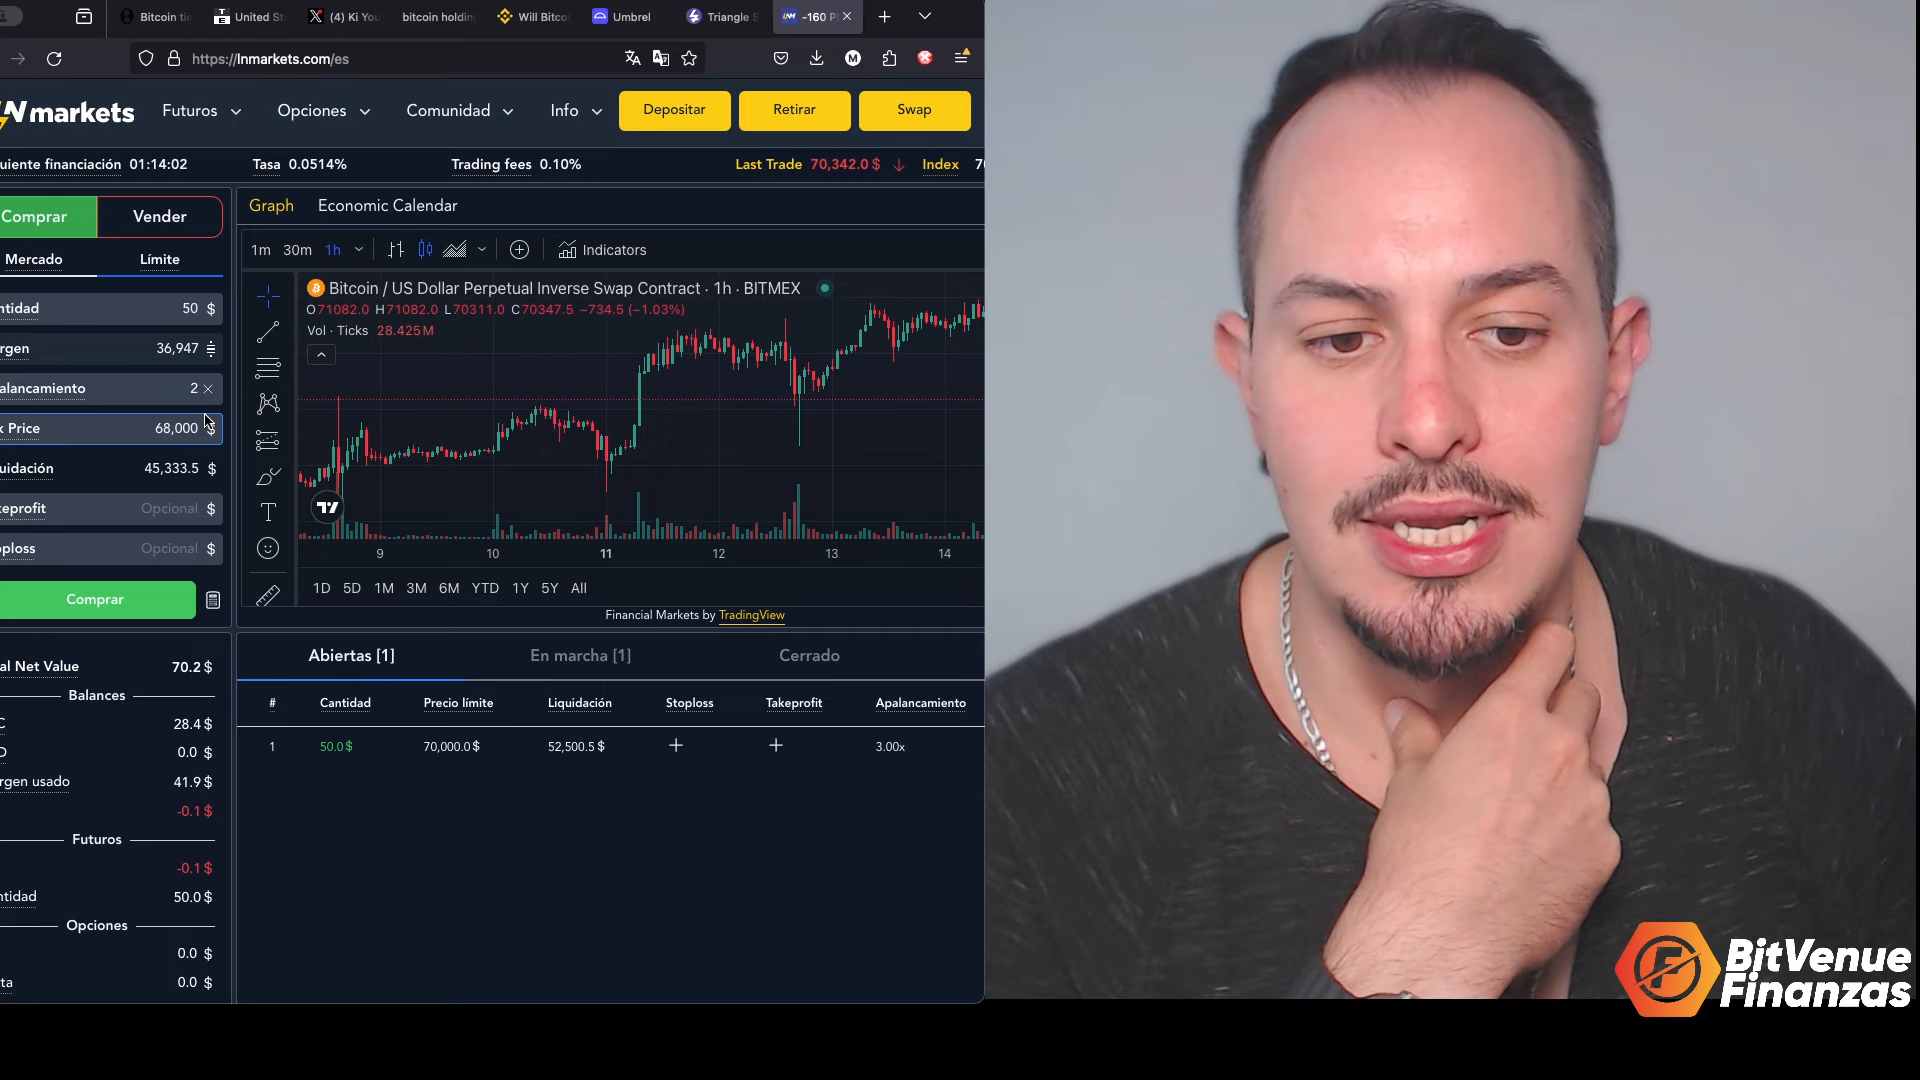 Bitcoin tie
United St
(4) Ki You
bitcoin holdin
Will Bitco
Umbrel
Triangle S
-160 P
https://lnmarkets.com/es
LN markets
Futuros
Opciones
Comunidad
Info
Depositar
Retirar
Swap
uiente financiación 01:14:02
Tasa 0.0514%
Trading fees 0.10%
Last Trade 70,342.0 $ ↓
Index 70
Comprar
Vender
Mercado
Límite
ntidad 50 $
rgen 36,947
alancamiento 2 ×
x Price 68,000 $
uidación 45,333.5 $
keprofit Opcional $
oploss Opcional $
Comprar
al Net Value 70.2 $
Balances
C 28.4 $
D 0.0 $
rgen usado 41.9 $
-0.1 $
Futuros
-0.1 $
ntidad 50.0 $
Opciones
0.0 $
ta 0.0 $
Graph
Economic Calendar
1m 30m 1h
Indicators
Bitcoin / US Dollar Perpetual Inverse Swap Contract · 1h · BITMEX
O71082.0 H71082.0 L70311.0 C70347.5 −734.5 (−1.03%)
Vol · Ticks 28.425M
9 10 11 12 13 14
1D 5D 1M 3M 6M YTD 1Y 5Y All
Financial Markets by TradingView
Abiertas [1]
En marcha [1]
Cerrado
# Cantidad Precio límite Liquidación Stoploss Takeprofit Apalancamiento
1 50.0 $ 70,000.0 $ 52,500.5 $ + + 3.00x
BitVenue
Finanzas